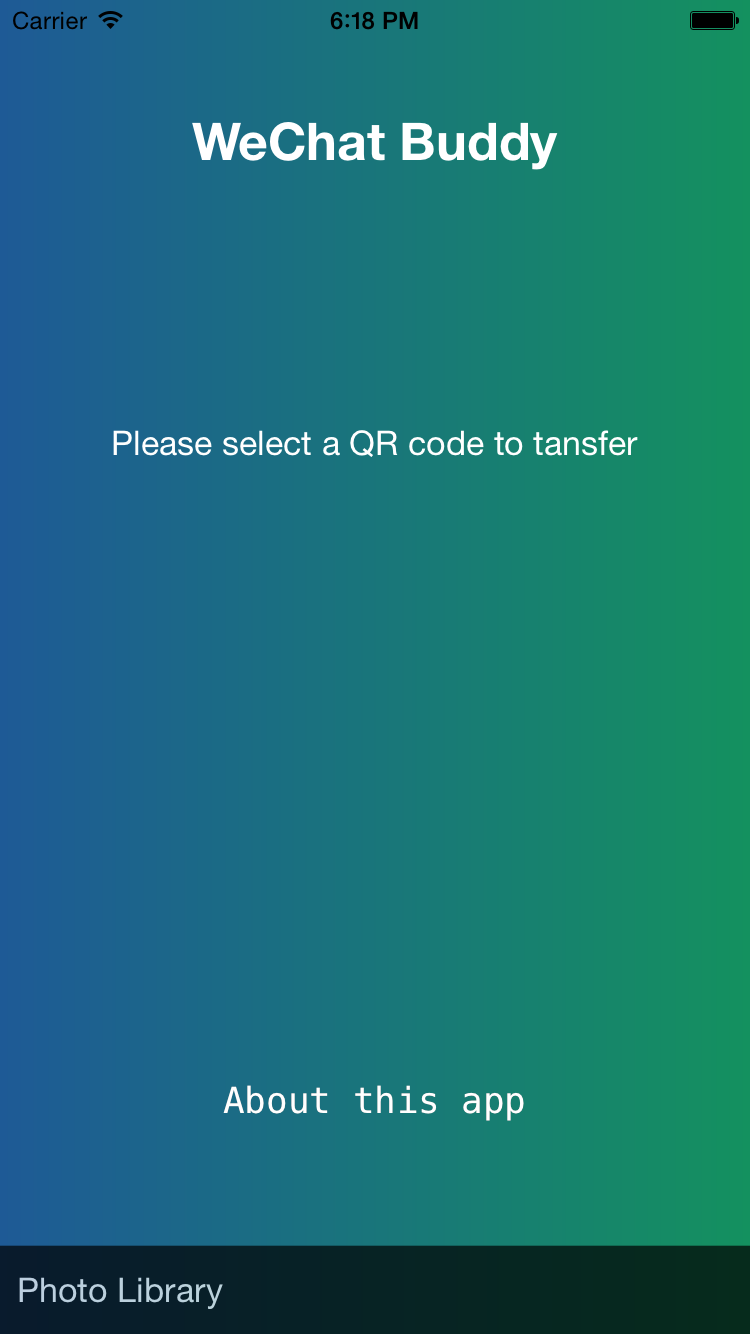 Carrier 6:18 PM
WeChat Buddy
Please select a QR code to tansfer
About this app
Photo Library